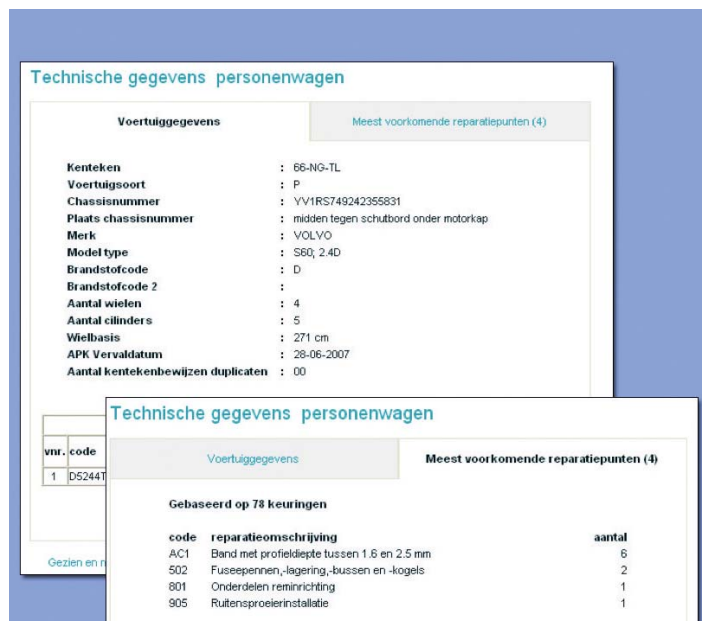 Technische gegevens personenwagen
Voertuiggegevens
Meest voorkomende reparatiepunten (4)
Kenteken : 66-NG-TL
Voertuigsoort : P
Chassisnummer : YV1RS749242355831
Plaats chassisnummer : midden tegen schutbord onder motorkap
Merk : VOLVO
Model type : S60; 2.4D
Brandstofcode : D
Brandstofcode 2 :
Aantal wielen : 4
Aantal cilinders : 5
Wielbasis : 271 cm
APK Vervaldatum : 28-06-2007
Aantal kentekenbewijzen duplicaten : 00
vnr. code
1 D5244T
Gezien en n
Technische gegevens personenwagen
Voertuiggegevens
Meest voorkomende reparatiepunten (4)
Gebaseerd op 78 keuringen
code reparatieomschrijving aantal
AC1 Band met profieldiepte tussen 1.6 en 2.5 mm 6
502 Fuseepennen,-lagering,-bussen en -kogels 2
801 Onderdelen reminrichting 1
905 Ruitensproeierinstallatie 1